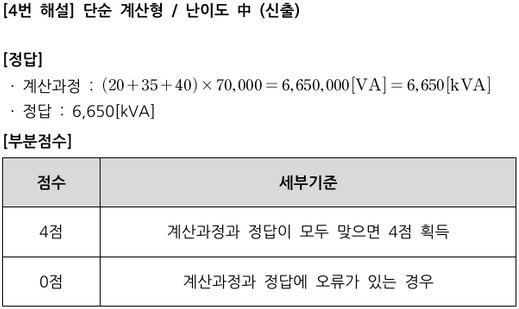 [4번 해설] 단순 계산형 / 난이도 中 (신출)
[정답]
· 계산과정 : (20+35+40)×70,000=6,650,000[VA]=6,650[kVA]
· 정답 : 6,650[kVA]
[부분점수]
점수 세부기준
4점 계산과정과 정답이 모두 맞으면 4점 획득
0점 계산과정과 정답에 오류가 있는 경우